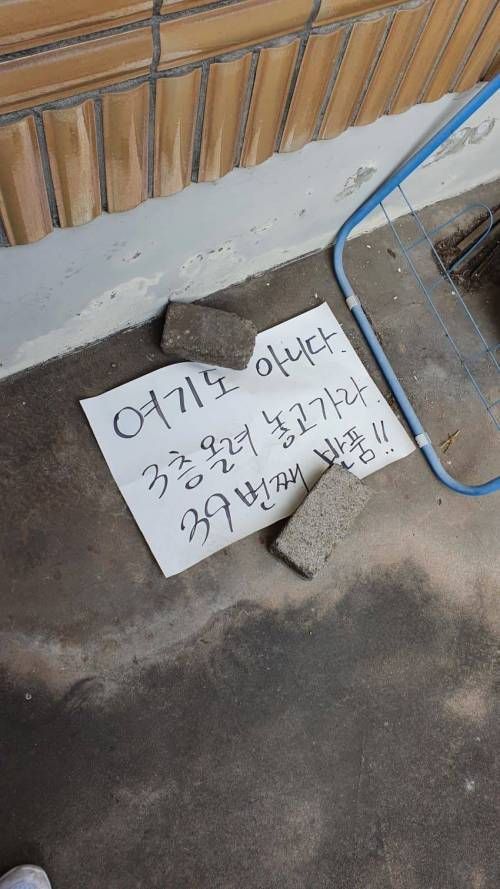 여기도 아니다.
3층 올려 놓고가라.
39번째 반품!!